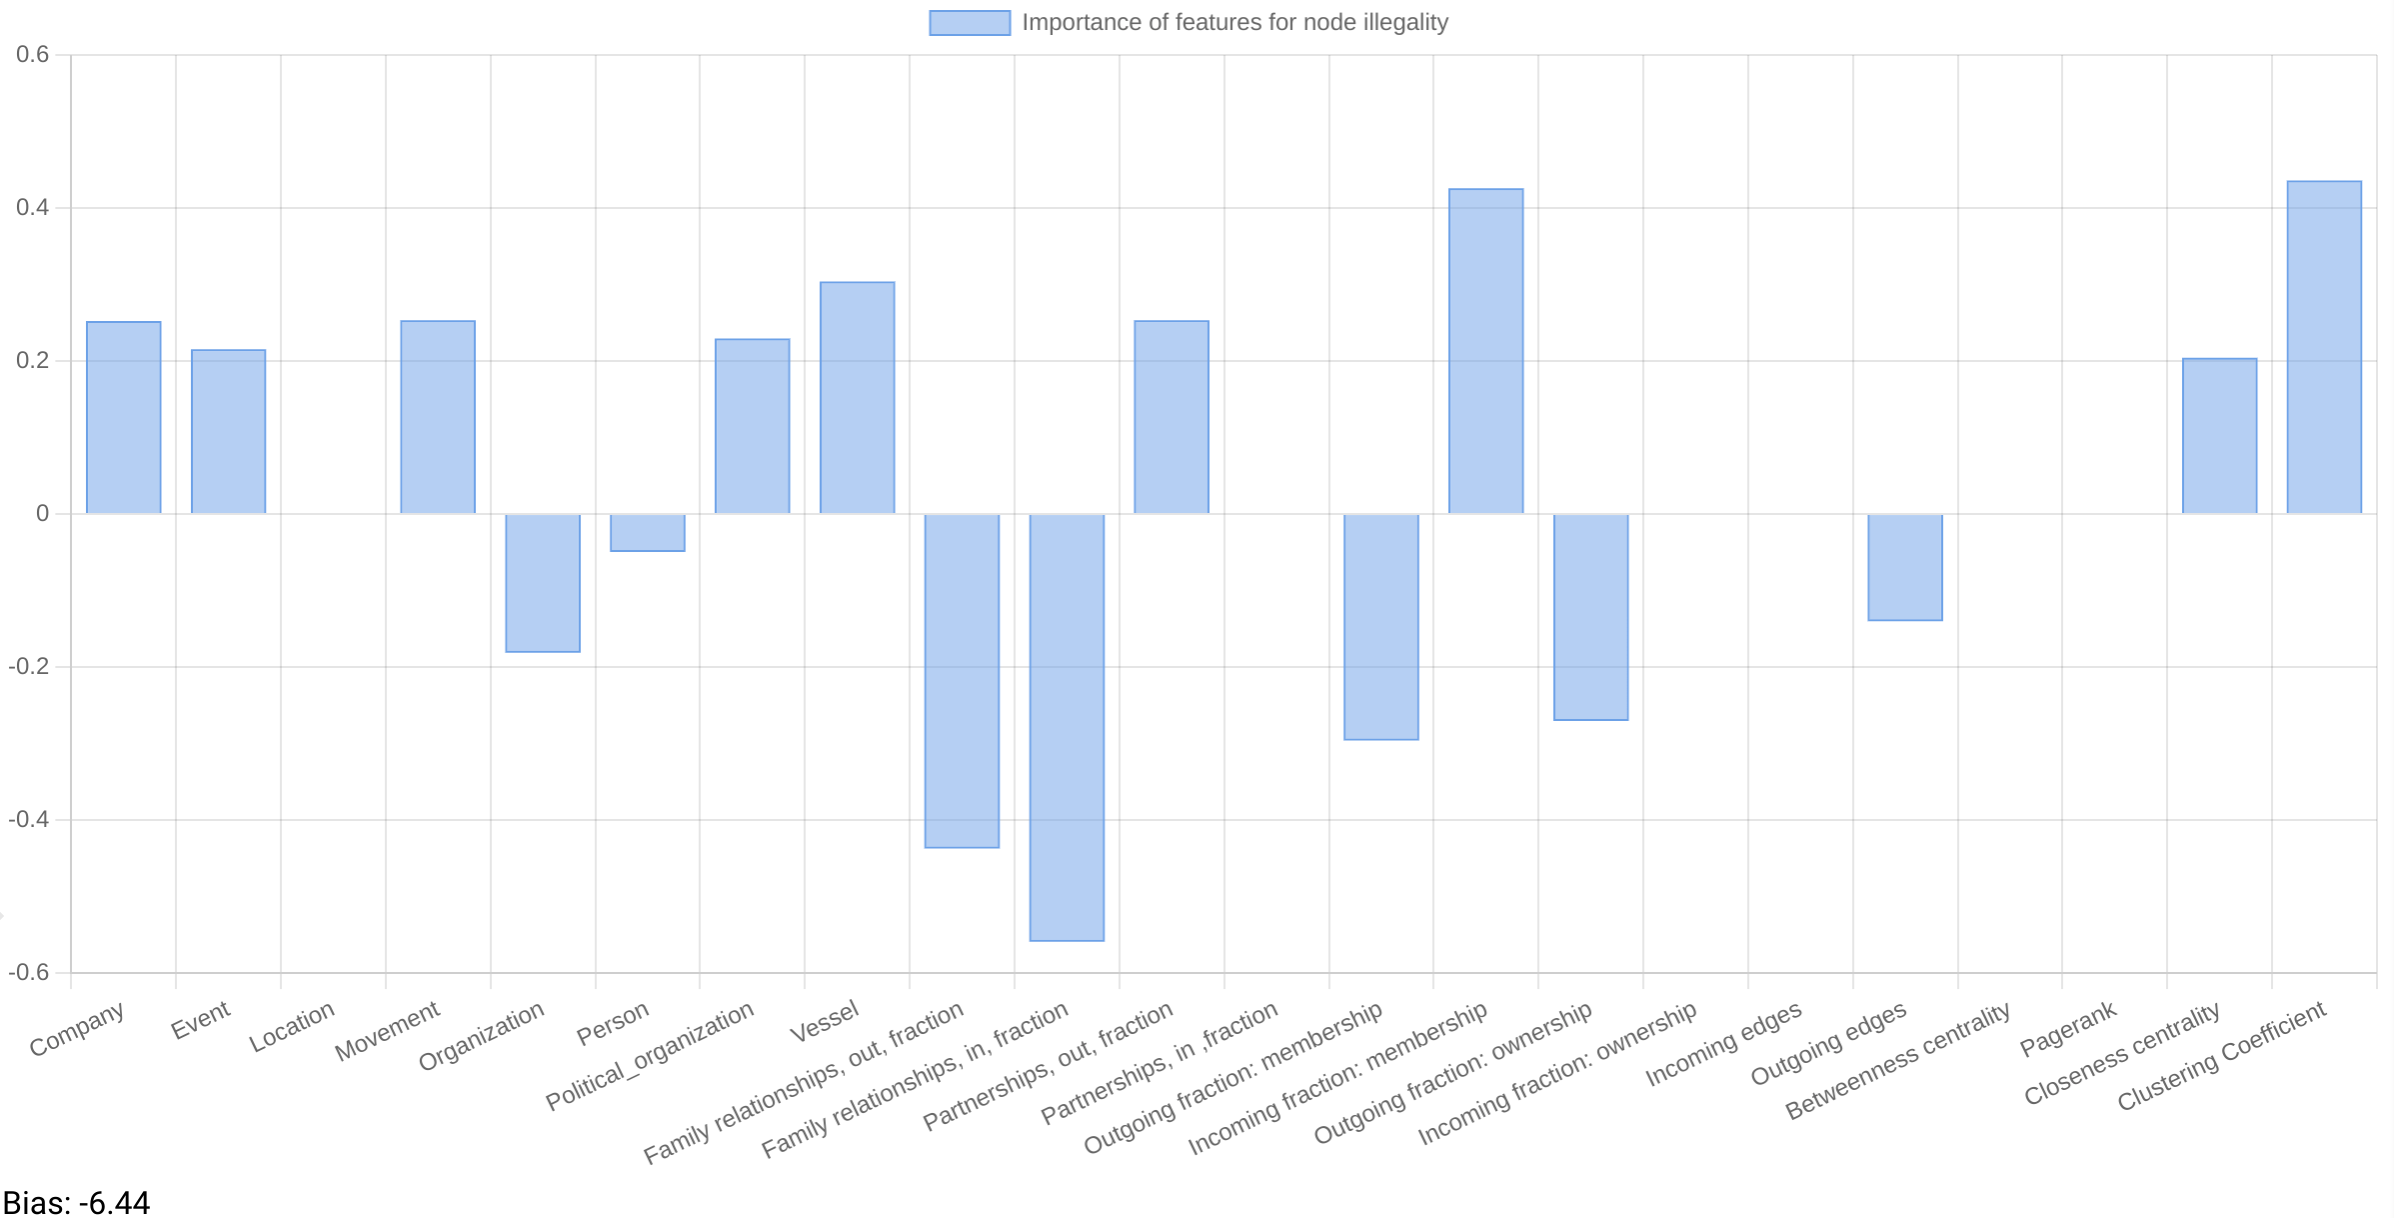 Importance of features for node illegality
0.6
0.4
0.2
0
-0.2
-0.4
-0.6
Company
Event
Location
Movement
Organization
Person
Political_organization
Vessel
Family relationships, out, fraction
Family relationships, in, fraction
Partnerships, out, fraction
Partnerships, in ,fraction
Outgoing fraction: membership
Incoming fraction: membership
Outgoing fraction: ownership
Incoming fraction: ownership
Incoming edges
Outgoing edges
Betweenness centrality
Pagerank
Closeness centrality
Clustering Coefficient
Bias: -6.44